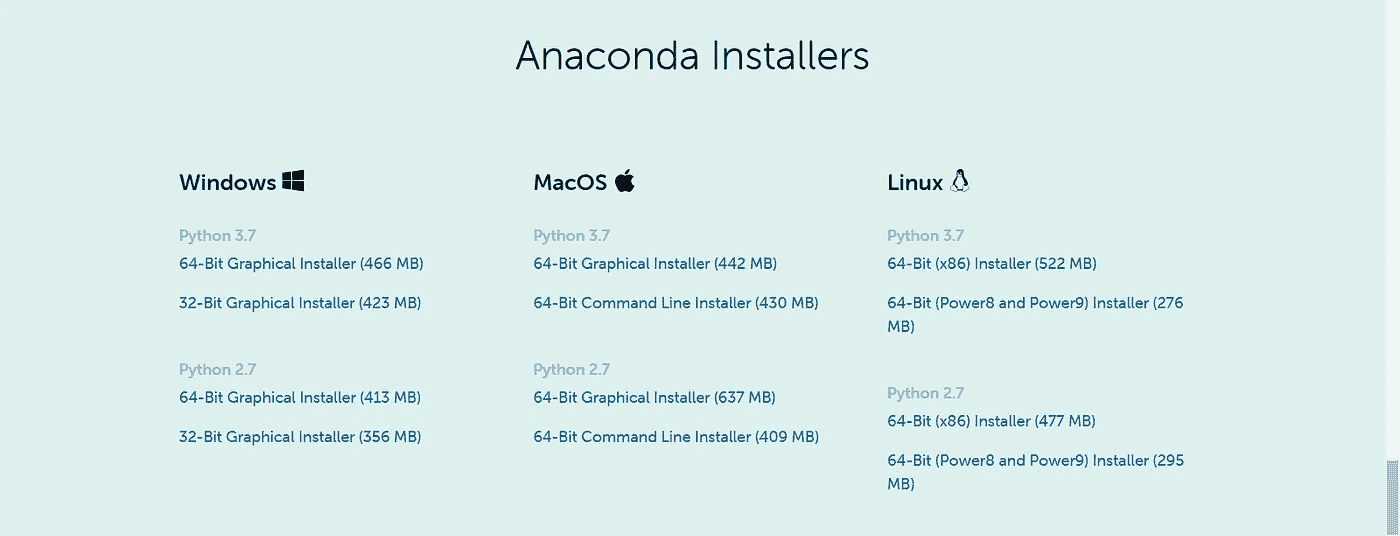 Anaconda Installers
Windows
Python 3.7
64-Bit Graphical Installer (466 MB)
32-Bit Graphical Installer (423 MB)
Python 2.7
64-Bit Graphical Installer (413 MB)
32-Bit Graphical Installer (356 MB)
MacOS
Python 3.7
64-Bit Graphical Installer (442 MB)
64-Bit Command Line Installer (430 MB)
Python 2.7
64-Bit Graphical Installer (637 MB)
64-Bit Command Line Installer (409 MB)
Linux
Python 3.7
64-Bit (x86) Installer (522 MB)
64-Bit (Power8 and Power9) Installer (276
MB)
Python 2.7
64-Bit (x86) Installer (477 MB)
64-Bit (Power8 and Power9) Installer (295
MB)